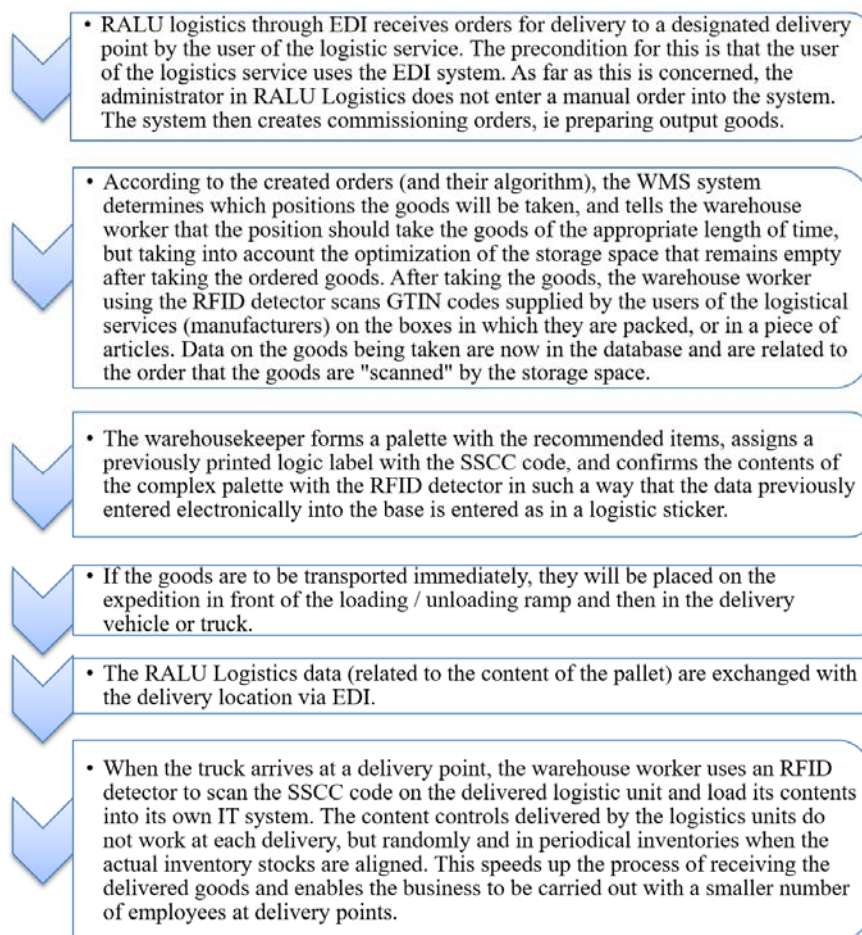 • RALU logistics through EDI receives orders for delivery to a designated delivery
point by the user of the logistic service. The precondition for this is that the user
of the logistics service uses the EDI system. As far as this is concerned, the
administrator in RALU Logistics does not enter a manual order into the system.
The system then creates commissioning orders, ie preparing output goods.
• According to the created orders (and their algorithm), the WMS system
determines which positions the goods will be taken, and tells the warehouse
worker that the position should take the goods of the appropriate length of time,
but taking into account the optimization of the storage space that remains empty
after taking the ordered goods. After taking the goods, the warehouse worker
using the RFID detector scans GTIN codes supplied by the users of the logistical
services (manufacturers) on the boxes in which they are packed, or in a piece of
articles. Data on the goods being taken are now in the database and are related to
the order that the goods are "scanned" by the storage space.
• The warehousekeeper forms a palette with the recommended items, assigns a
previously printed logic label with the SSCC code, and confirms the contents of
the complex palette with the RFID detector in such a way that the data previously
entered electronically into the base is entered as in a logistic sticker.
• If the goods are to be transported immediately, they will be placed on the
expedition in front of the loading / unloading ramp and then in the delivery
vehicle or truck.
• The RALU Logistics data (related to the content of the pallet) are exchanged with
the delivery location via EDI.
• When the truck arrives at a delivery point, the warehouse worker uses an RFID
detector to scan the SSCC code on the delivered logistic unit and load its contents
into its own IT system. The content controls delivered by the logistics units do
not work at each delivery, but randomly and in periodical inventories when the
actual inventory stocks are aligned. This speeds up the process of receiving the
delivered goods and enables the business to be carried out with a smaller number
of employees at delivery points.